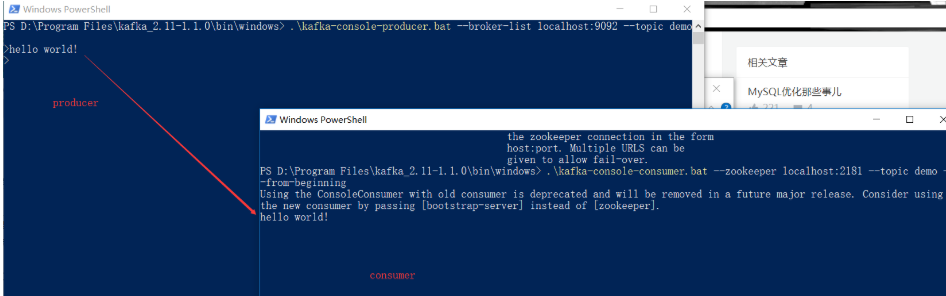 Windows PowerShell
PS D:\Program Files\kafka_2.11-1.1.0\bin\windows> .\kafka-console-producer.bat --broker-list localhost:9092 --topic demo
>hello world!
>
producer
相关文章
MySQL优化那些事儿
221
4
Windows PowerShell
the zookeeper connection in the form
host:port. Multiple URLS can be
given to allow fail-over.
PS D:\Program Files\kafka_2.11-1.1.0\bin\windows> .\kafka-console-consumer.bat --zookeeper localhost:2181 --topic demo -
-from-beginning
Using the ConsoleConsumer with old consumer is deprecated and will be removed in a future major release. Consider using
the new consumer by passing [bootstrap-server] instead of [zookeeper].
hello world!
consumer